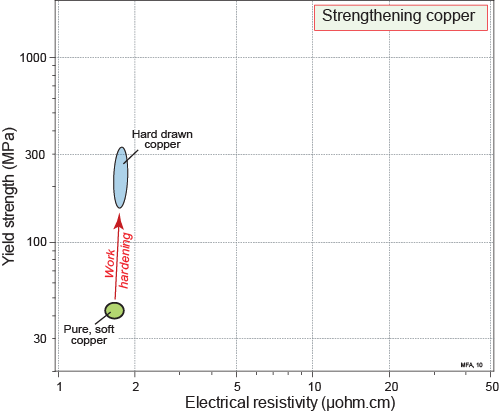 Strengthening copper
1000
Hard drawn
copper
300
Yield strength (MPa)
100
Work
hardening
Pure, soft
copper
30
MFA, 10
1 2 5 10 20 50
Electrical resistivity (μohm.cm)